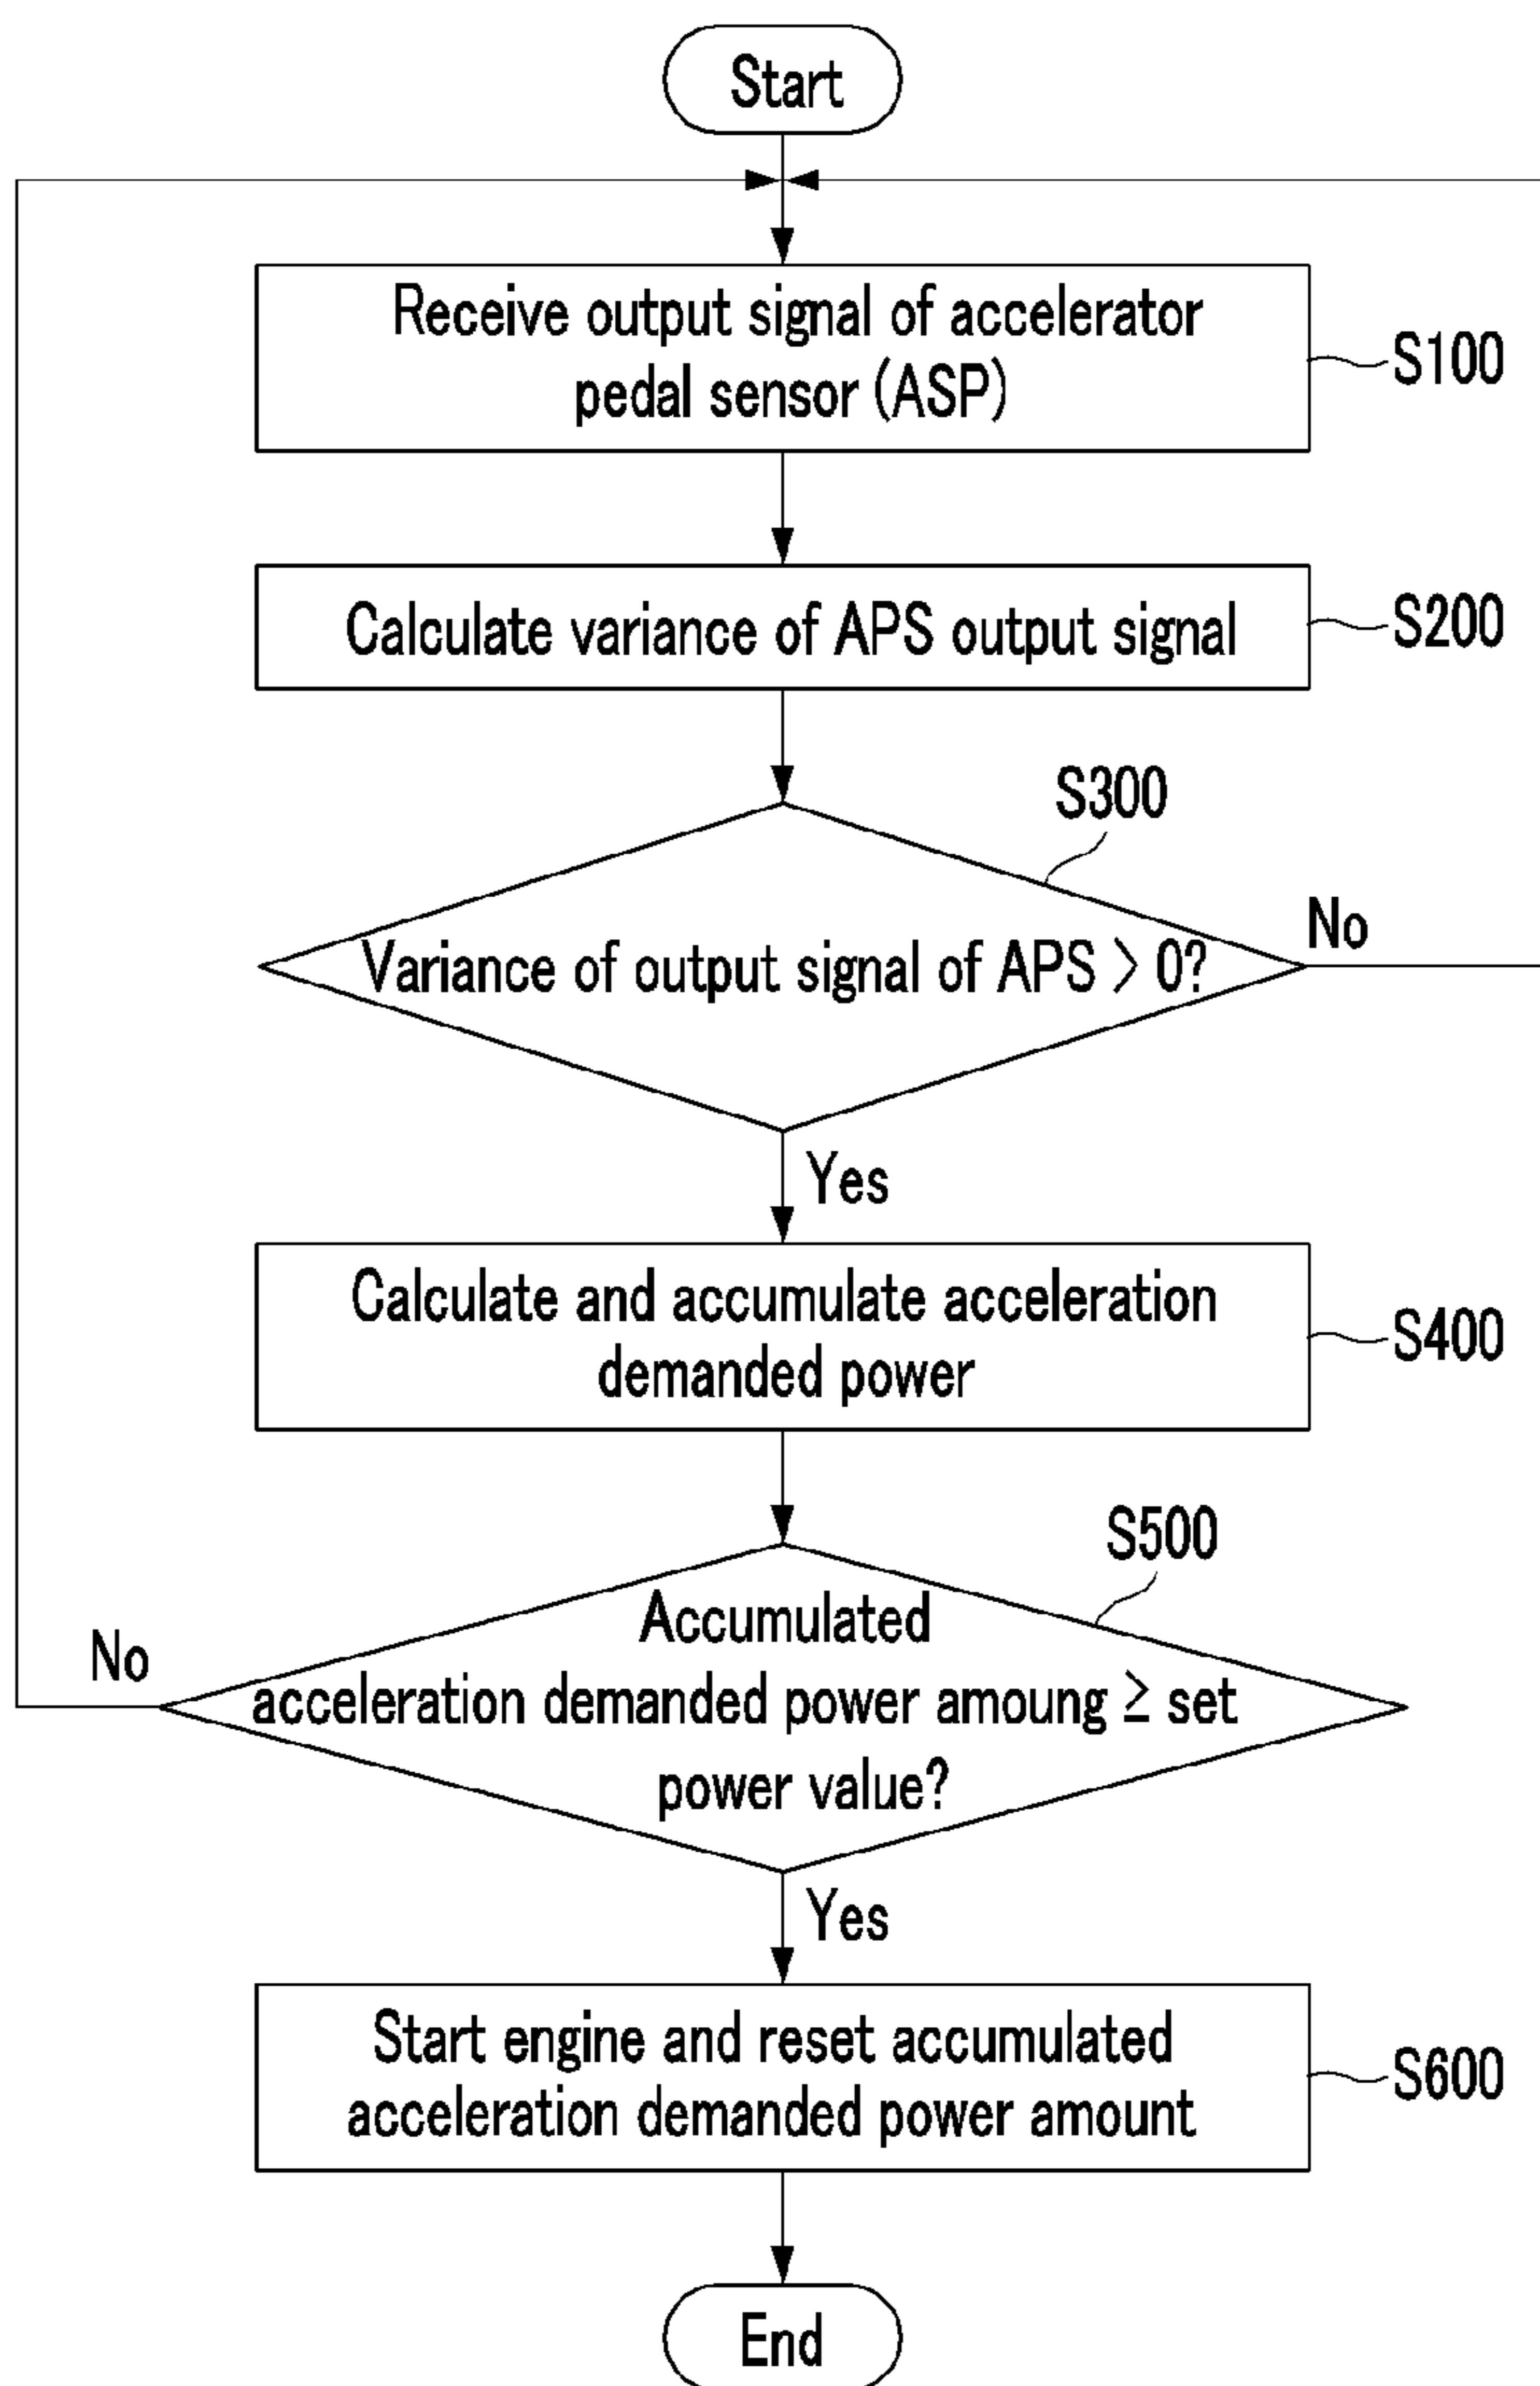 Start
Receive output signal of accelerator
pedal sensor (ASP)
S100
Calculate variance of APS output signal
S200
S300
Variance of output signal of APS > 0?
No
Yes
Calculate and accumulate acceleration
demanded power
S400
S500
Accumulated
acceleration demanded power amoung ≥ set
power value?
No
Yes
Start engine and reset accumulated
acceleration demanded power amount
S600
End